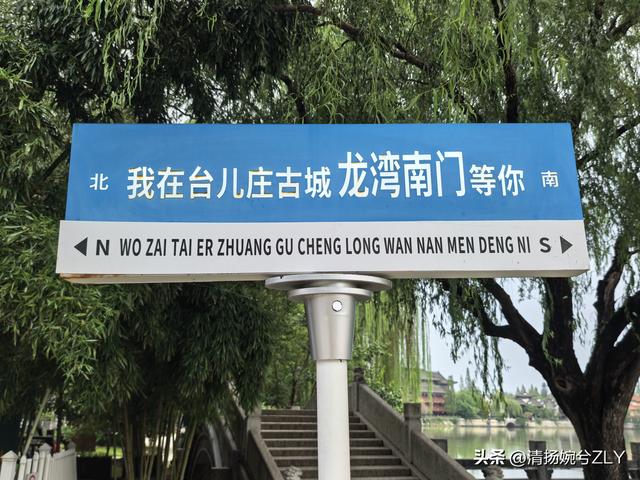 北 我在台儿庄古城龙湾南门等你 南
N WO ZAI TAI ER ZHUANG GU CHENG LONG WAN NAN MEN DENG NI S
头条 @清扬婉兮ZLY